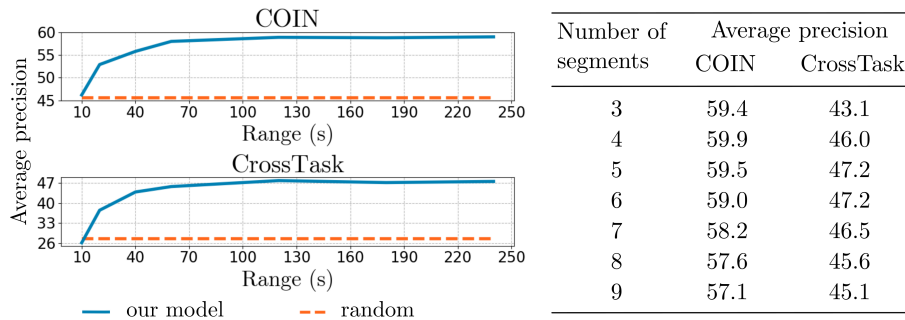 COIN
60
55
50
45
10 40 70 100 130 160 190 220 250
Range (s)
Average precision
CrossTask
47
40
33
26
10 40 70 100 130 160 190 220 250
Range (s)
our model random
Number of segments Average precision
COIN CrossTask
3 59.4 43.1
4 59.9 46.0
5 59.5 47.2
6 59.0 47.2
7 58.2 46.5
8 57.6 45.6
9 57.1 45.1